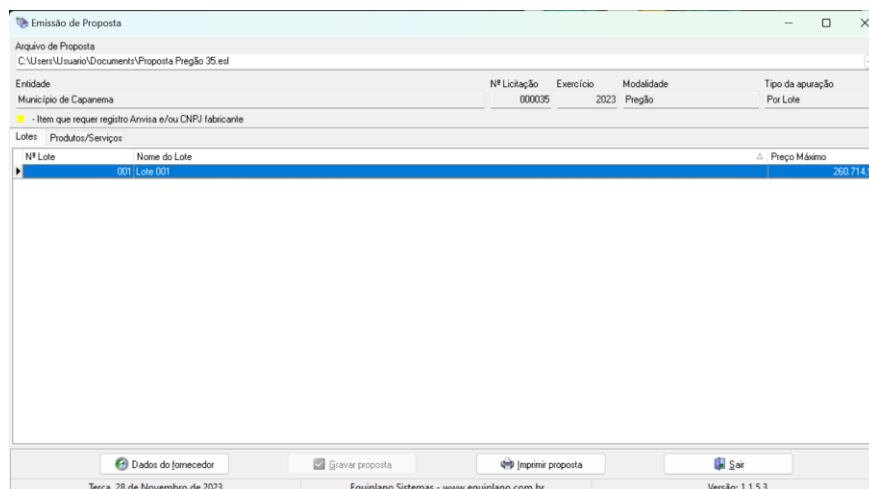 Emissão de Proposta
Arquivo de Proposta
C:\Users\Usuario\Documents\Proposta Pregão 35.esl
Entidade Nº Licitação Exercício Modalidade Tipo da apuração
Município de Capanema 000035 2023 Pregão Por Lote
- Item que requer registro Anvisa e/ou CNPJ fabricante
Lotes Produtos/Serviços
Nº Lote Nome do Lote Preço Máximo
001 Lote 001 260.714,
Dados do fornecedor Gravar proposta Imprimir proposta Sair
Terça, 28 de Novembro de 2023 Equiplano Sistemas - www.equiplano.com.br Versão: 1.1.5.3